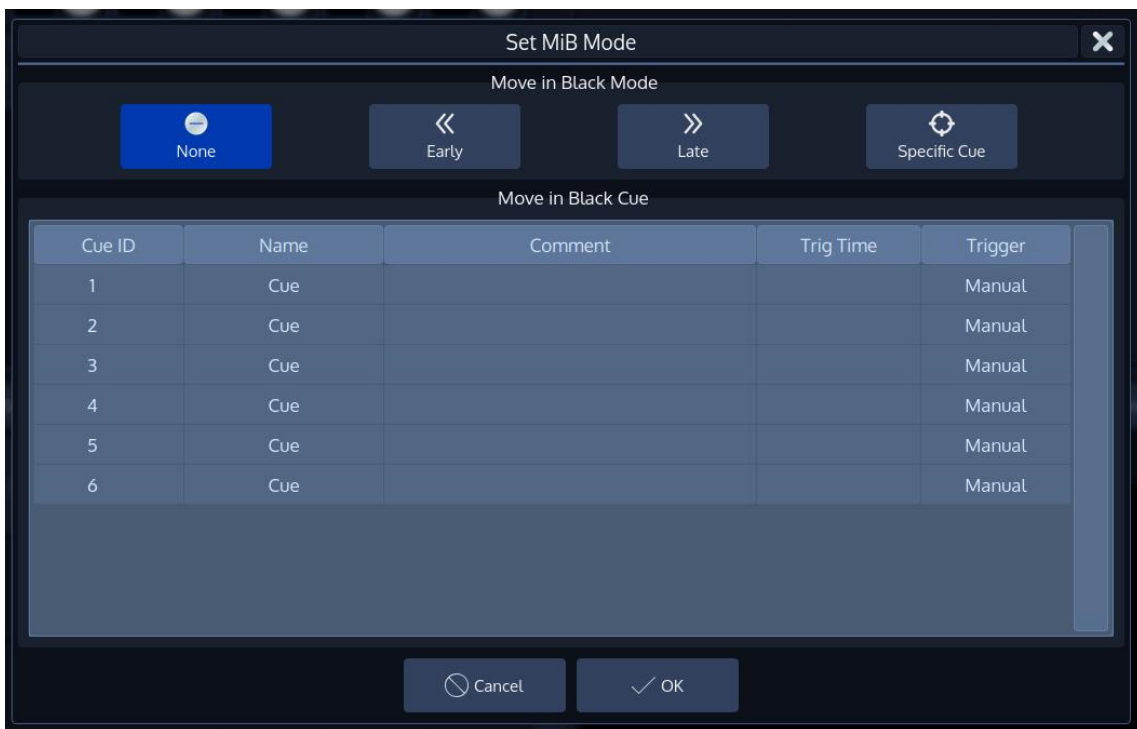 Set MiB Mode
Move in Black Mode
None Early Late Specific Cue
Move in Black Cue
Cue ID Name Comment Trig Time Trigger
1 Cue Manual
2 Cue Manual
3 Cue Manual
4 Cue Manual
5 Cue Manual
6 Cue Manual
Cancel OK